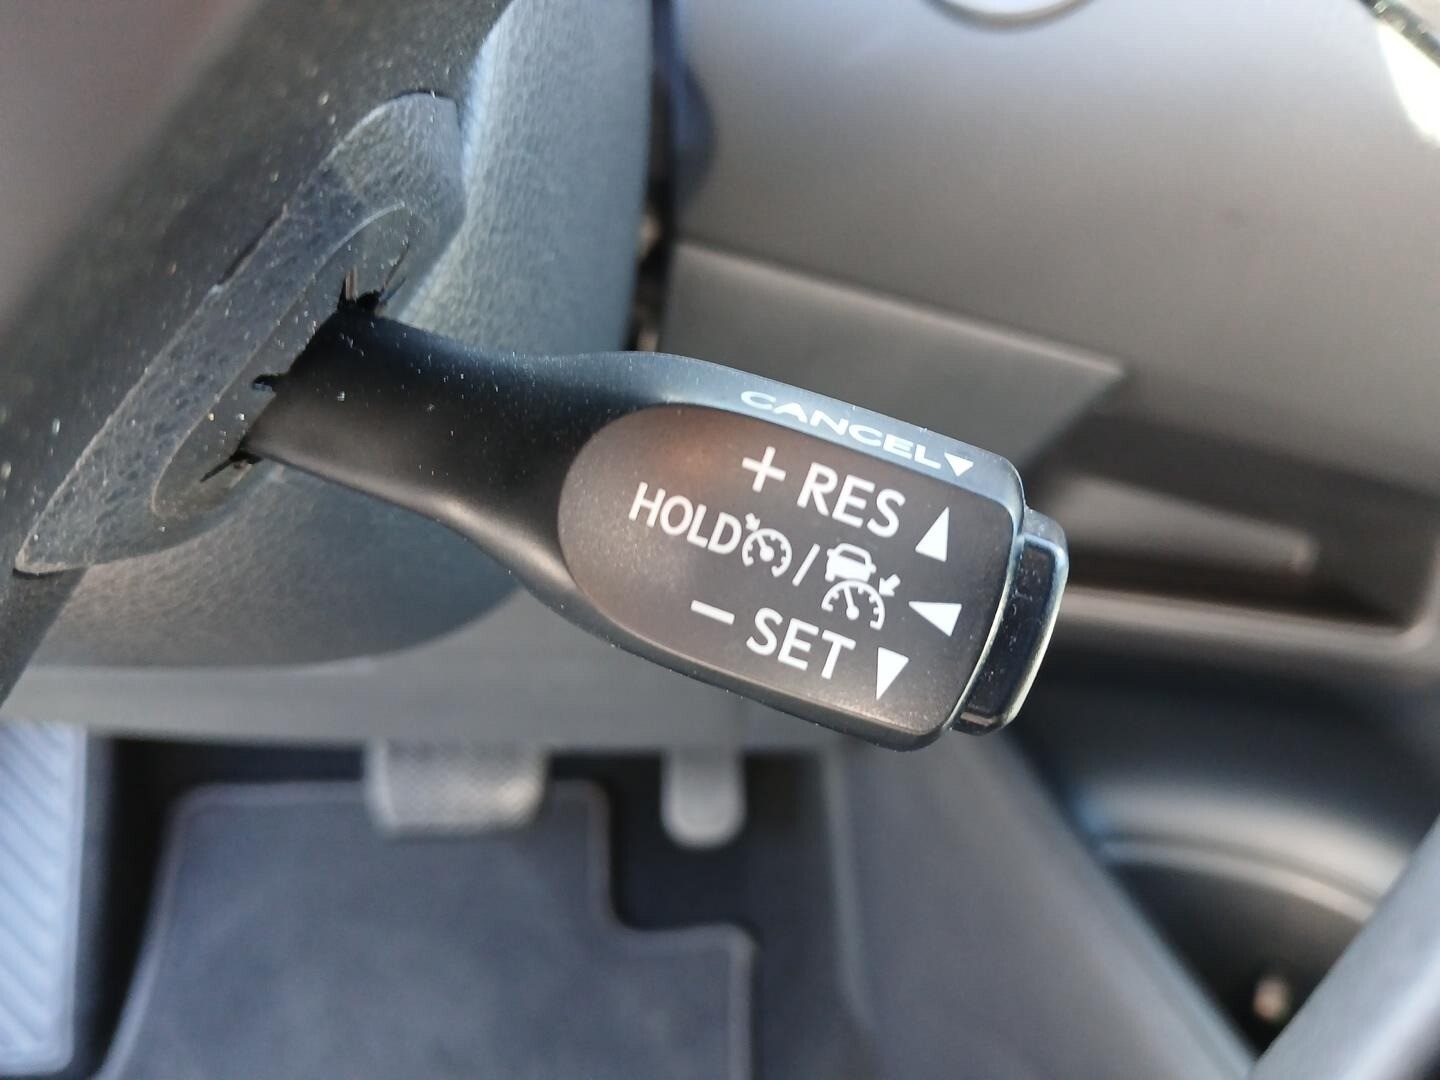 CANCEL
+ RES
HOLD /
− SET